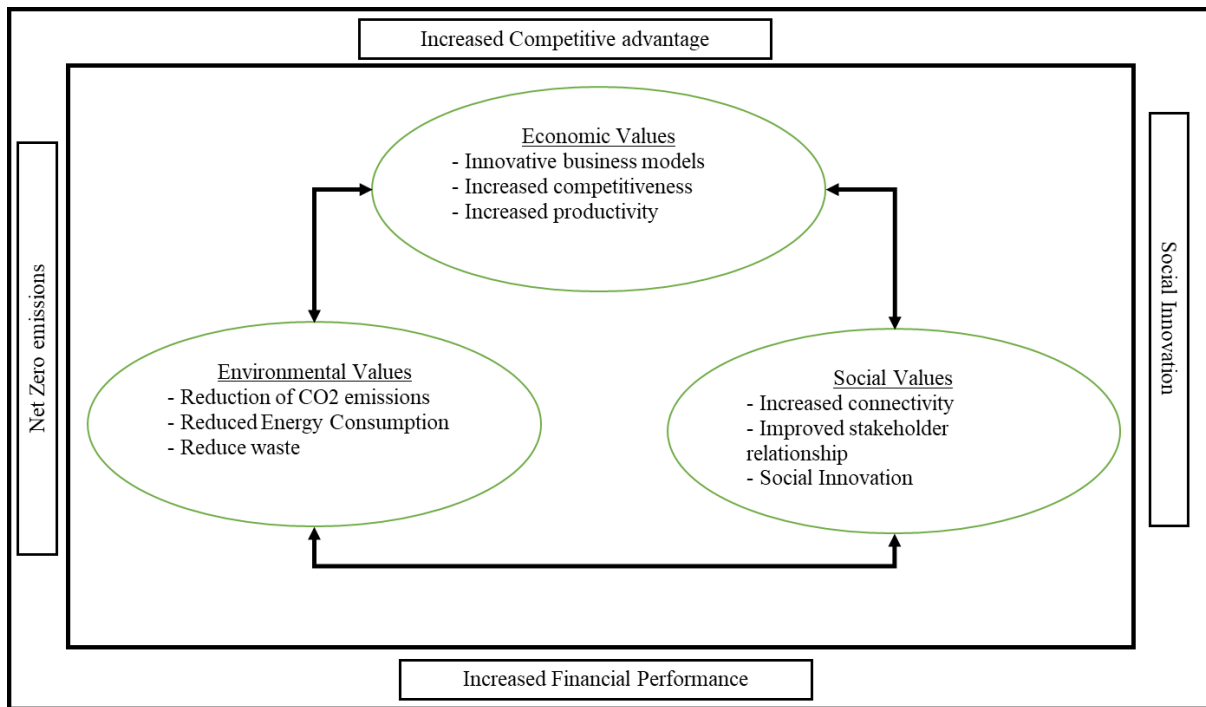 Increased Competitive advantage
Economic Values
- Innovative business models
- Increased competitiveness
- Increased productivity
Net Zero emissions
Social Innovation
Environmental Values
- Reduction of CO2 emissions
- Reduced Energy Consumption
- Reduce waste
Social Values
- Increased connectivity
- Improved stakeholder
relationship
- Social Innovation
Increased Financial Performance